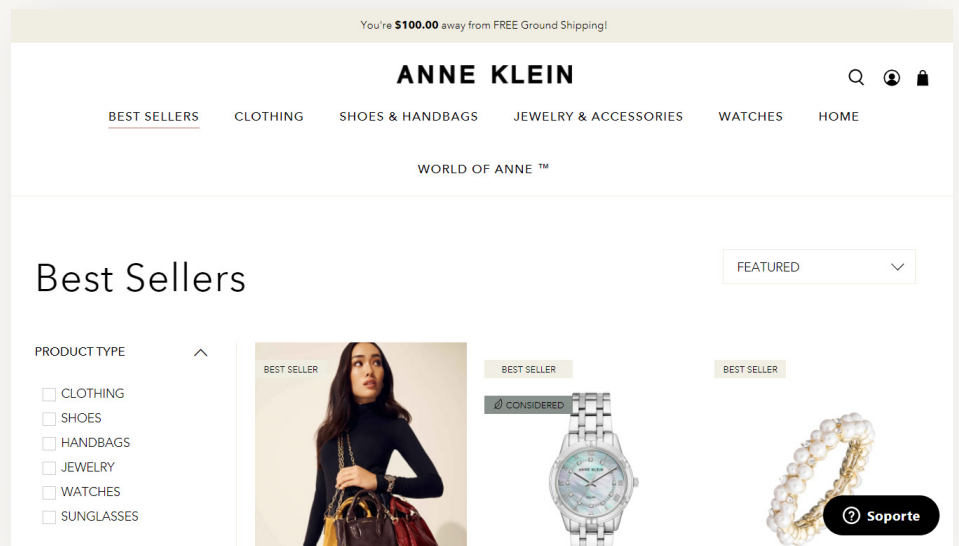 You're $100.00 away from FREE Ground Shipping!
ANNE KLEIN
BEST SELLERS CLOTHING SHOES & HANDBAGS JEWELRY & ACCESSORIES WATCHES HOME
WORLD OF ANNE ™
Best Sellers
FEATURED
PRODUCT TYPE
CLOTHING
SHOES
HANDBAGS
JEWELRY
WATCHES
SUNGLASSES
BEST SELLER
BEST SELLER
CONSIDERED
ANNE KLEIN
BEST SELLER
Soporte